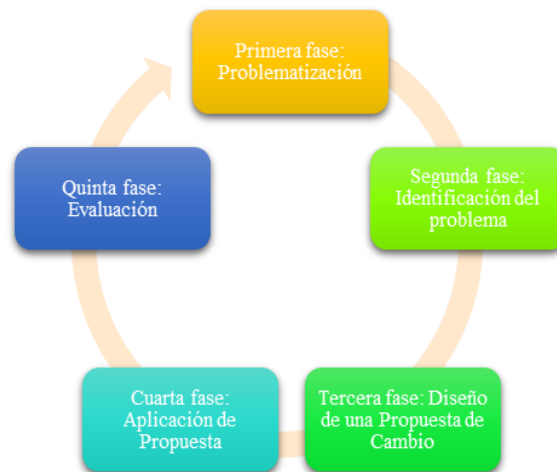 Primera fase:
Problematización
Segunda fase:
Identificación del
problema
Tercera fase: Diseño
de una Propuesta de
Cambio
Cuarta fase:
Aplicación de
Propuesta
Quinta fase:
Evaluación